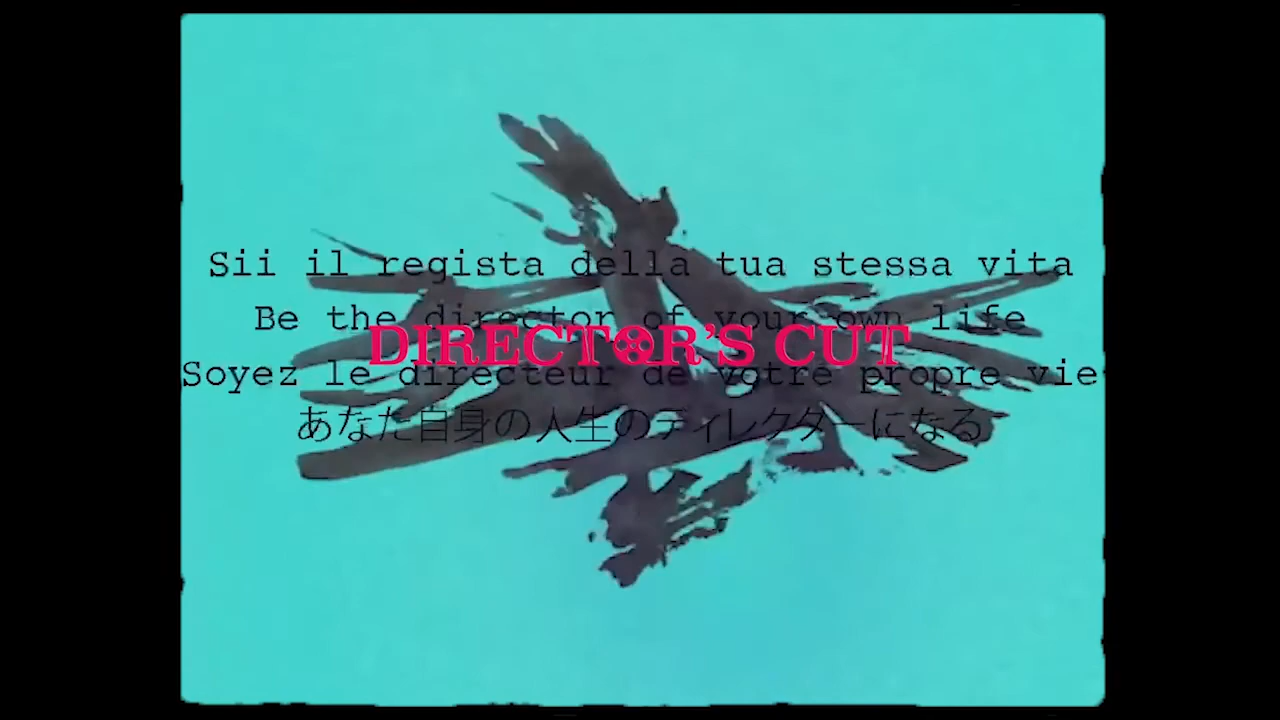 Sii il regista della tua stessa vita
Be the director of your own life
DIRECTOR'S CUT
Soyez le directeur de votre propre vie
あなた自身の人生のディレクターになる